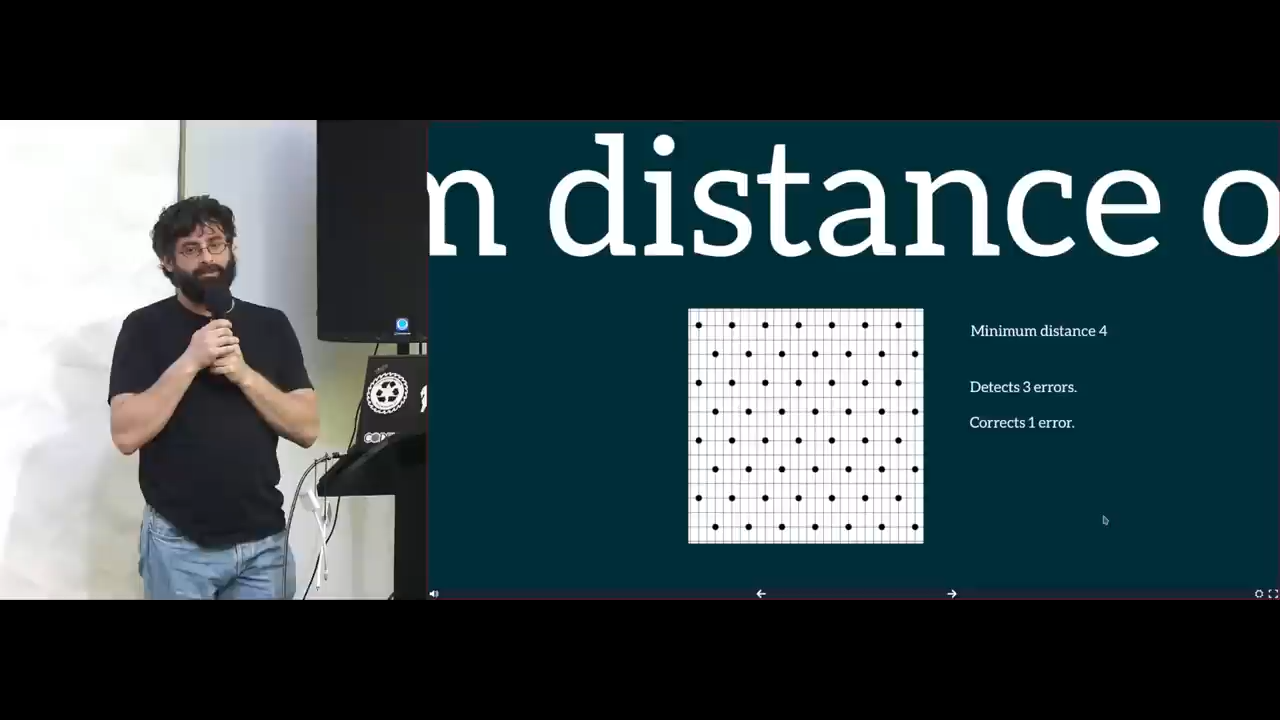 m distance o
Minimum distance 4
Detects 3 errors.
Corrects 1 error.